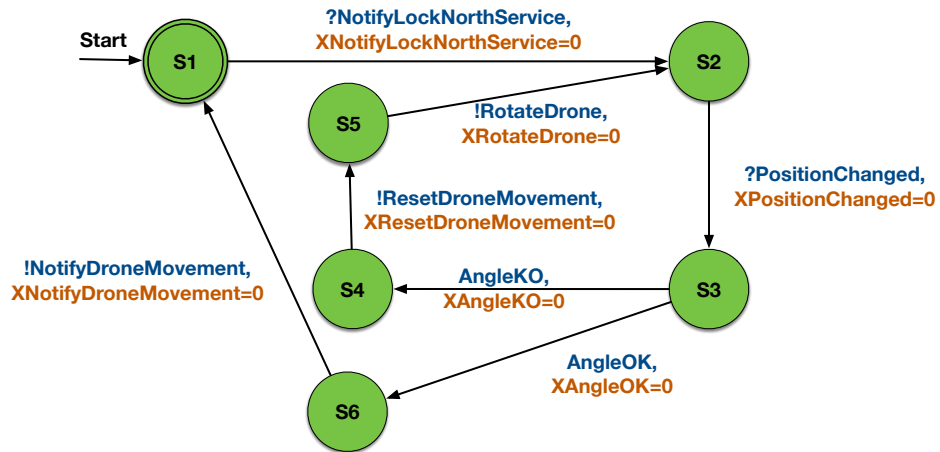 Start
S1
?NotifyLockNorthService,
XNotifyLockNorthService=0
S2
S5
!RotateDrone,
XRotateDrone=0
?PositionChanged,
XPositionChanged=0
!ResetDroneMovement,
XResetDroneMovement=0
!NotifyDroneMovement,
XNotifyDroneMovement=0
S4
AngleKO,
XAngleKO=0
S3
AngleOK,
XAngleOK=0
S6